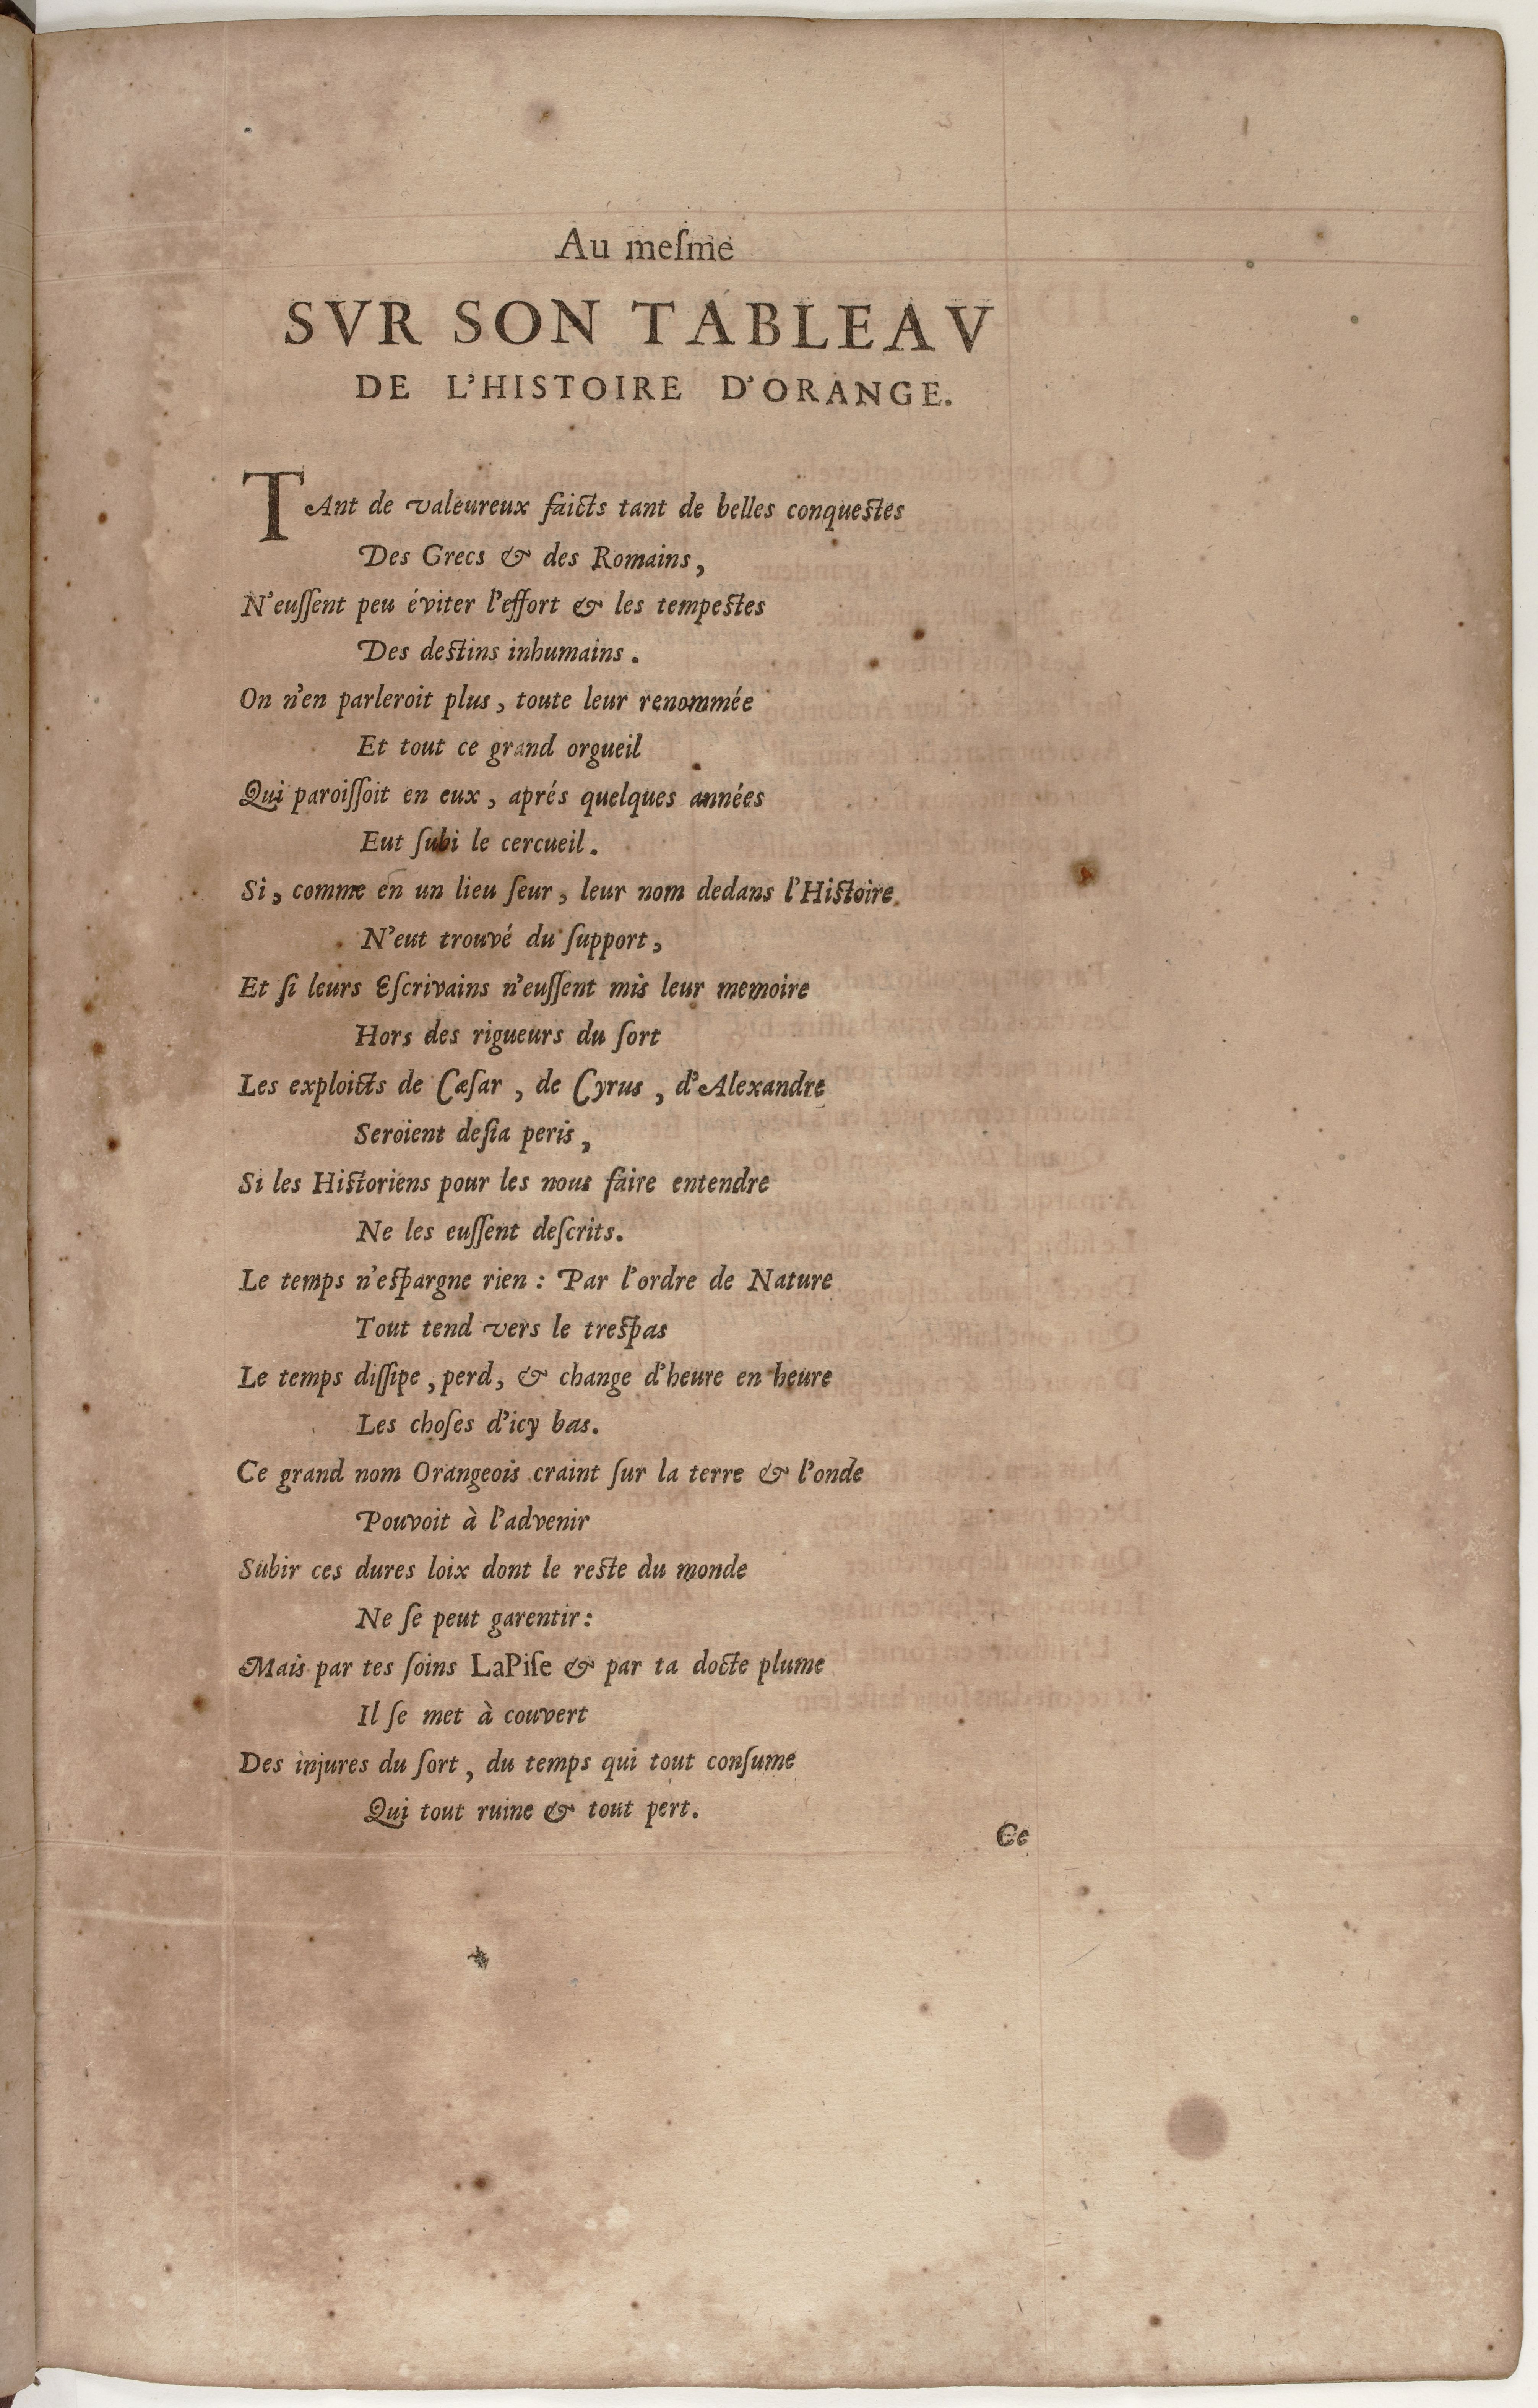 Au meſme
SVR SON TABLEAV
DE L'HISTOIRE D'ORANGE.
TAnt de valeureux faicts tant de belles conqueſtes
Des Grecs & des Romains,
N'euſſent peu éviter l'effort & les tempeſtes
Des deſtins inhumains.
On n'en parleroit plus, toute leur renommée
Et tout ce grand orgueil
Qui paroiſſoit en eux, aprés quelques années
Eut ſubi le cercueil.
Si, comme en un lieu ſeur, leur nom dedans l'Hiſtoire
N'eut trouvé du ſupport,
Et ſi leurs Eſcrivains n'euſſent mis leur memoire
Hors des rigueurs du ſort
Les exploicts de Cæſar, de Cyrus, d'Alexandre
Seroient deſia peris,
Si les Hiſtoriens pour les nous faire entendre
Ne les euſſent deſcrits.
Le temps n'eſpargne rien : Par l'ordre de Nature
Tout tend vers le treſpas
Le temps diſſipe, perd, & change d'heure en heure
Les choſes d'icy bas.
Ce grand nom Orangeois craint ſur la terre & l'onde
Pouvoit à l'advenir
Subir ces dures loix dont le reſte du monde
Ne ſe peut garentir:
Mais par tes ſoins LaPiſe & par ta docte plume
Il ſe met à couvert
Des injures du ſort, du temps qui tout conſume
Qui tout ruine & tout pert.
Ce